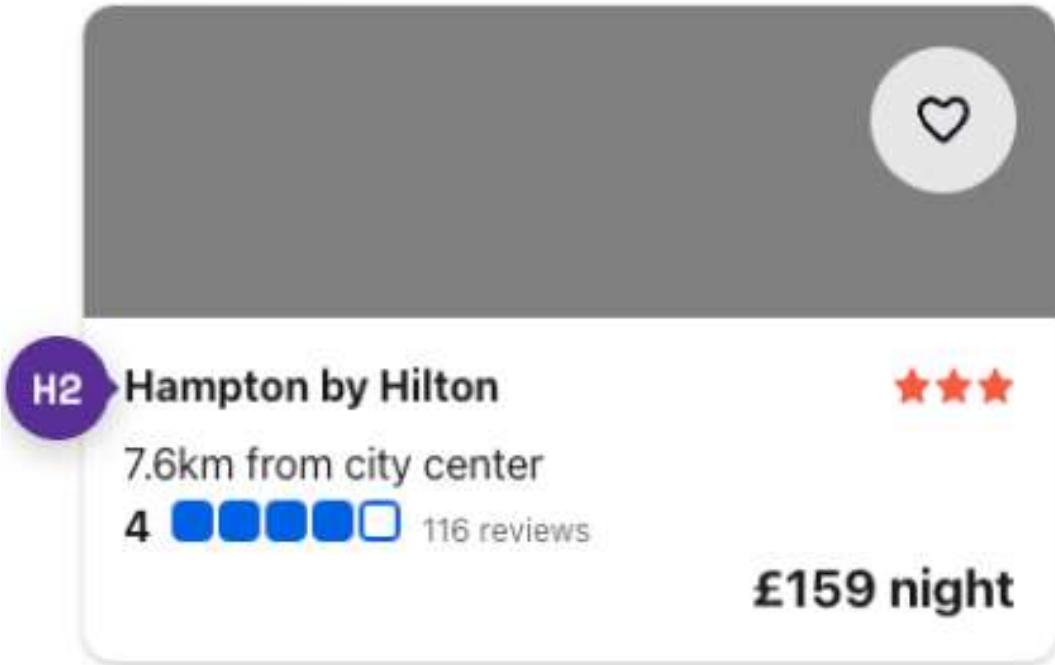 H2
Hampton by Hilton
7.6km from city center
4 116 reviews
£159 night